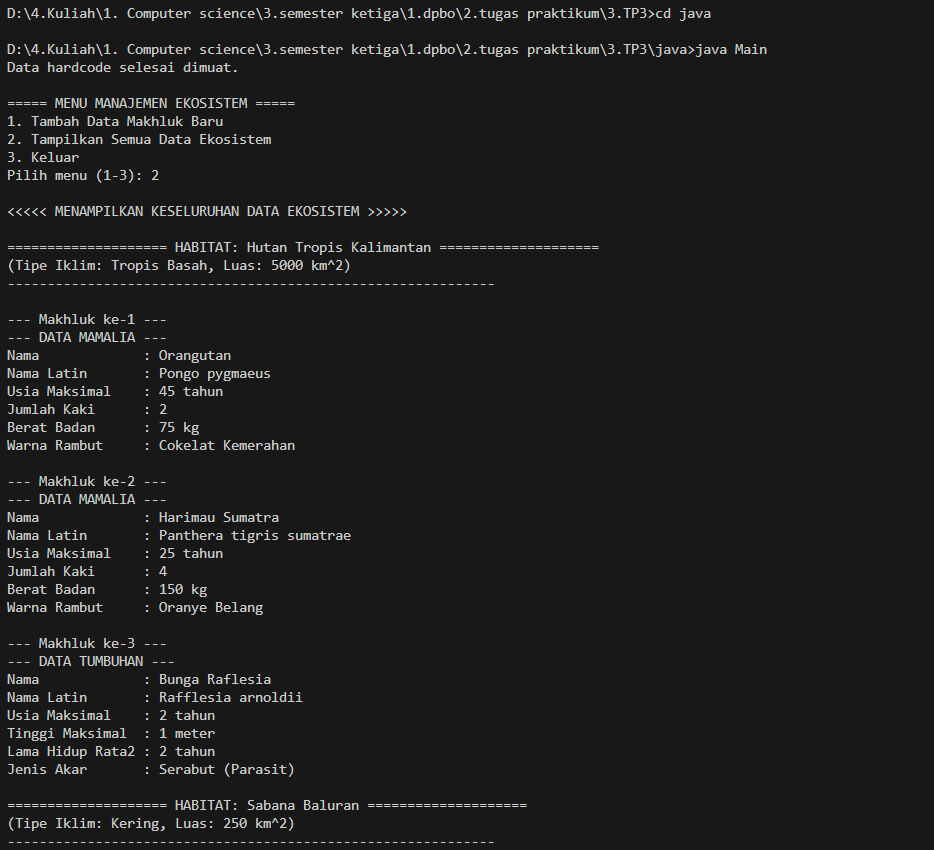 D:\4.Kuliah\1. Computer science\3.semester ketiga\1.dpbo\2.tugas praktikum\3.TP3>cd java
D:\4.Kuliah\1. Computer science\3.semester ketiga\1.dpbo\2.tugas praktikum\3.TP3\java>java Main
Data hardcode selesai dimuat.
===== MENU MANAJEMEN EKOSISTEM =====
1. Tambah Data Makhluk Baru
2. Tampilkan Semua Data Ekosistem
3. Keluar
Pilih menu (1-3): 2
<<<<< MENAMPILKAN KESELURUHAN DATA EKOSISTEM >>>>>
==================== HABITAT: Hutan Tropis Kalimantan ====================
(Tipe Iklim: Tropis Basah, Luas: 5000 km^2)
-------------------------------------------------------------
--- Makhluk ke-1 ---
--- DATA MAMALIA ---
Nama             : Orangutan
Nama Latin       : Pongo pygmaeus
Usia Maksimal    : 45 tahun
Jumlah Kaki      : 2
Berat Badan      : 75 kg
Warna Rambut     : Cokelat Kemerahan
--- Makhluk ke-2 ---
--- DATA MAMALIA ---
Nama             : Harimau Sumatra
Nama Latin       : Panthera tigris sumatrae
Usia Maksimal    : 25 tahun
Jumlah Kaki      : 4
Berat Badan      : 150 kg
Warna Rambut     : Oranye Belang
--- Makhluk ke-3 ---
--- DATA TUMBUHAN ---
Nama             : Bunga Raflesia
Nama Latin       : Rafflesia arnoldii
Usia Maksimal    : 2 tahun
Tinggi Maksimal  : 1 meter
Lama Hidup Rata2 : 2 tahun
Jenis Akar       : Serabut (Parasit)
==================== HABITAT: Sabana Baluran ====================
(Tipe Iklim: Kering, Luas: 250 km^2)
-------------------------------------------------------------